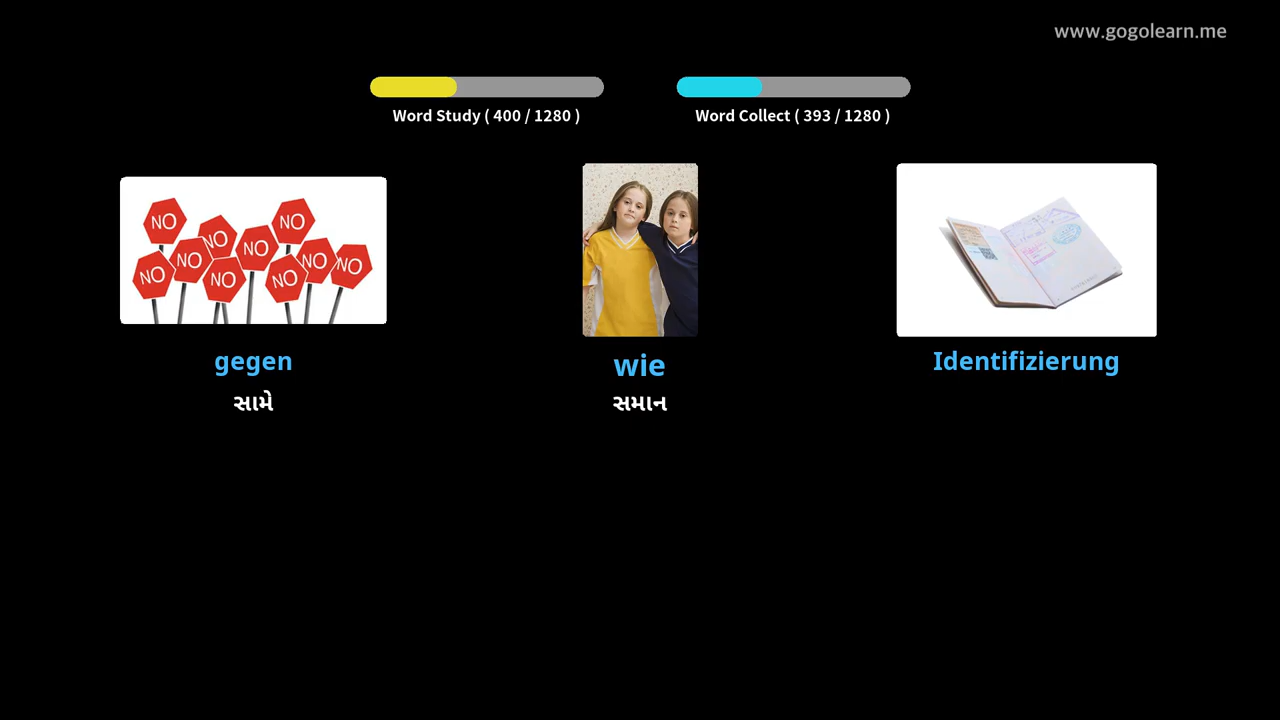 www.gogolearn.me
Word Study ( 400 / 1280 )
Word Collect ( 393 / 1280 )
NO NO NO NO NO NO NO NO NO
gegen
wie
Identifizierung
સામે
સમાન